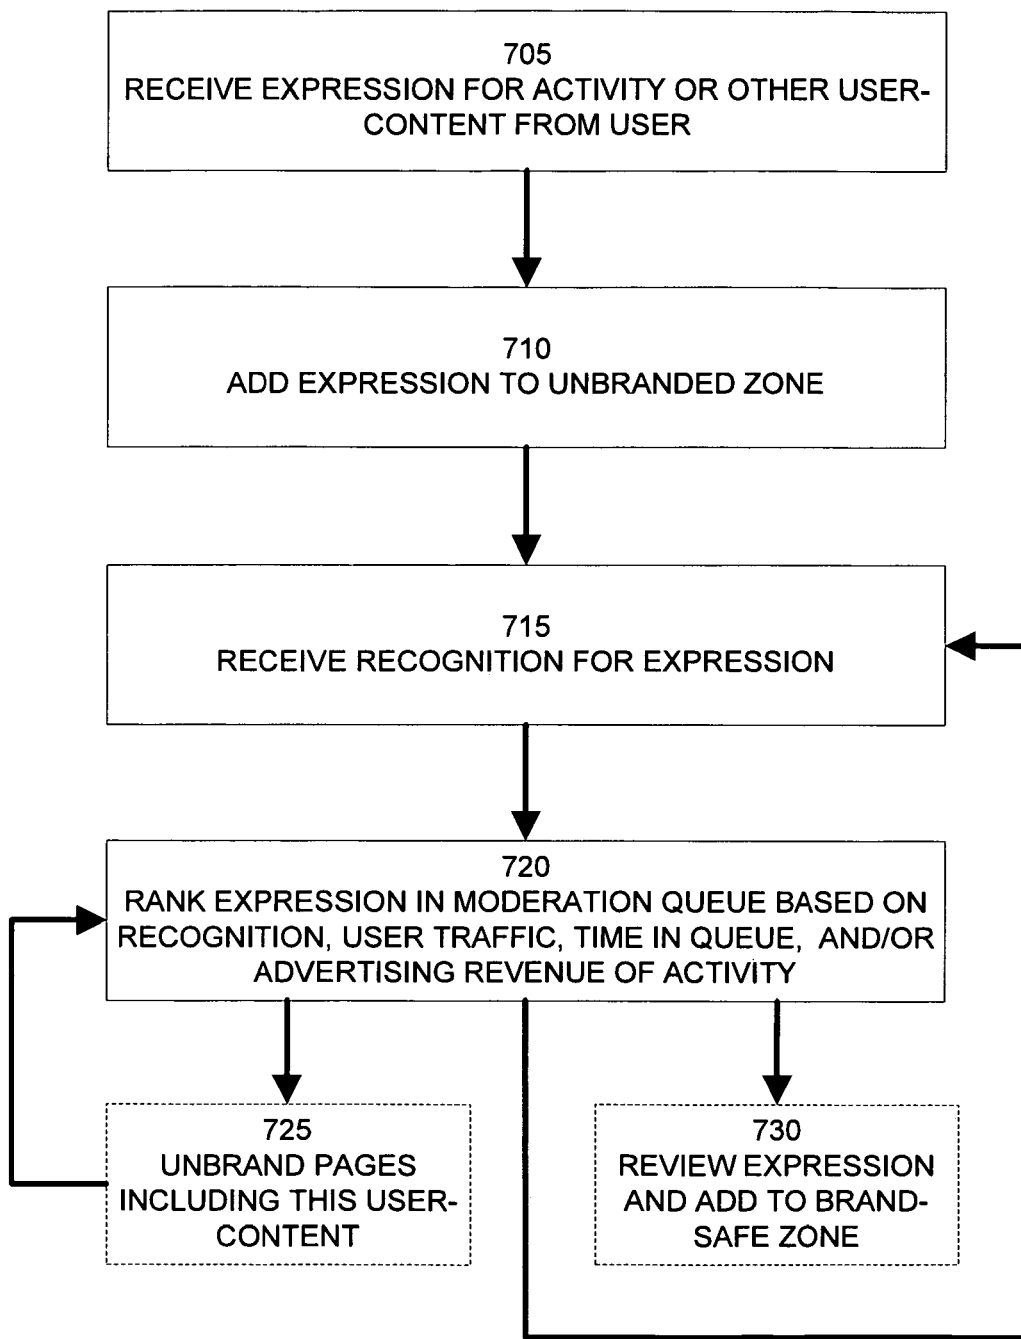 705
RECEIVE EXPRESSION FOR ACTIVITY OR OTHER USER-
CONTENT FROM USER
710
ADD EXPRESSION TO UNBRANDED ZONE
715
RECEIVE RECOGNITION FOR EXPRESSION
720
RANK EXPRESSION IN MODERATION QUEUE BASED ON
RECOGNITION, USER TRAFFIC, TIME IN QUEUE, AND/OR
ADVERTISING REVENUE OF ACTIVITY
725
UNBRAND PAGES
INCLUDING THIS USER-
CONTENT
730
REVIEW EXPRESSION
AND ADD TO BRAND-
SAFE ZONE